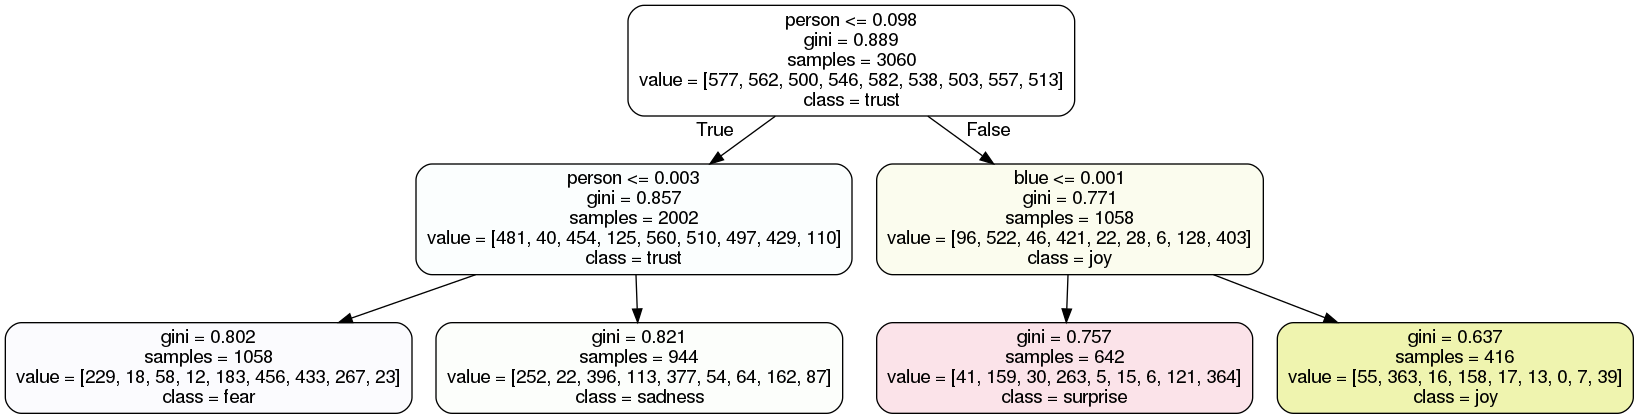 person <= 0.098
gini = 0.889
samples = 3060
value = [577, 562, 500, 546, 582, 538, 503, 557, 513]
class = trust
True
False
person <= 0.003
gini = 0.857
samples = 2002
value = [481, 40, 454, 125, 560, 510, 497, 429, 110]
class = trust
blue <= 0.001
gini = 0.771
samples = 1058
value = [96, 522, 46, 421, 22, 28, 6, 128, 403]
class = joy
gini = 0.802
samples = 1058
value = [229, 18, 58, 12, 183, 456, 433, 267, 23]
class = fear
gini = 0.821
samples = 944
value = [252, 22, 396, 113, 377, 54, 64, 162, 87]
class = sadness
gini = 0.757
samples = 642
value = [41, 159, 30, 263, 5, 15, 6, 121, 364]
class = surprise
gini = 0.637
samples = 416
value = [55, 363, 16, 158, 17, 13, 0, 7, 39]
class = joy